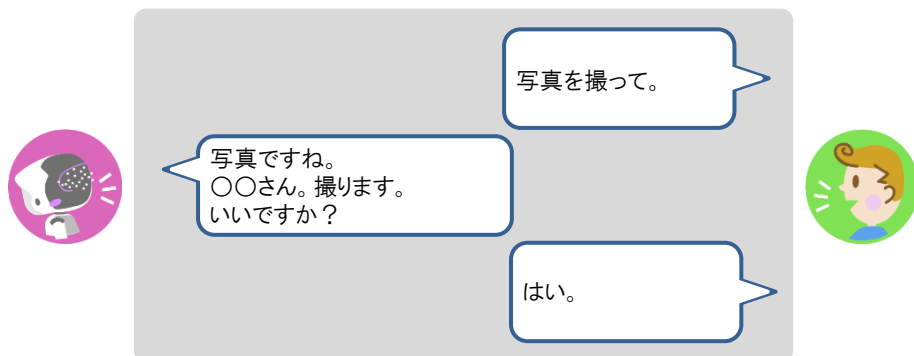 写真を撮って。
写真ですね。
〇〇さん。撮ります。
いいですか？
はい。